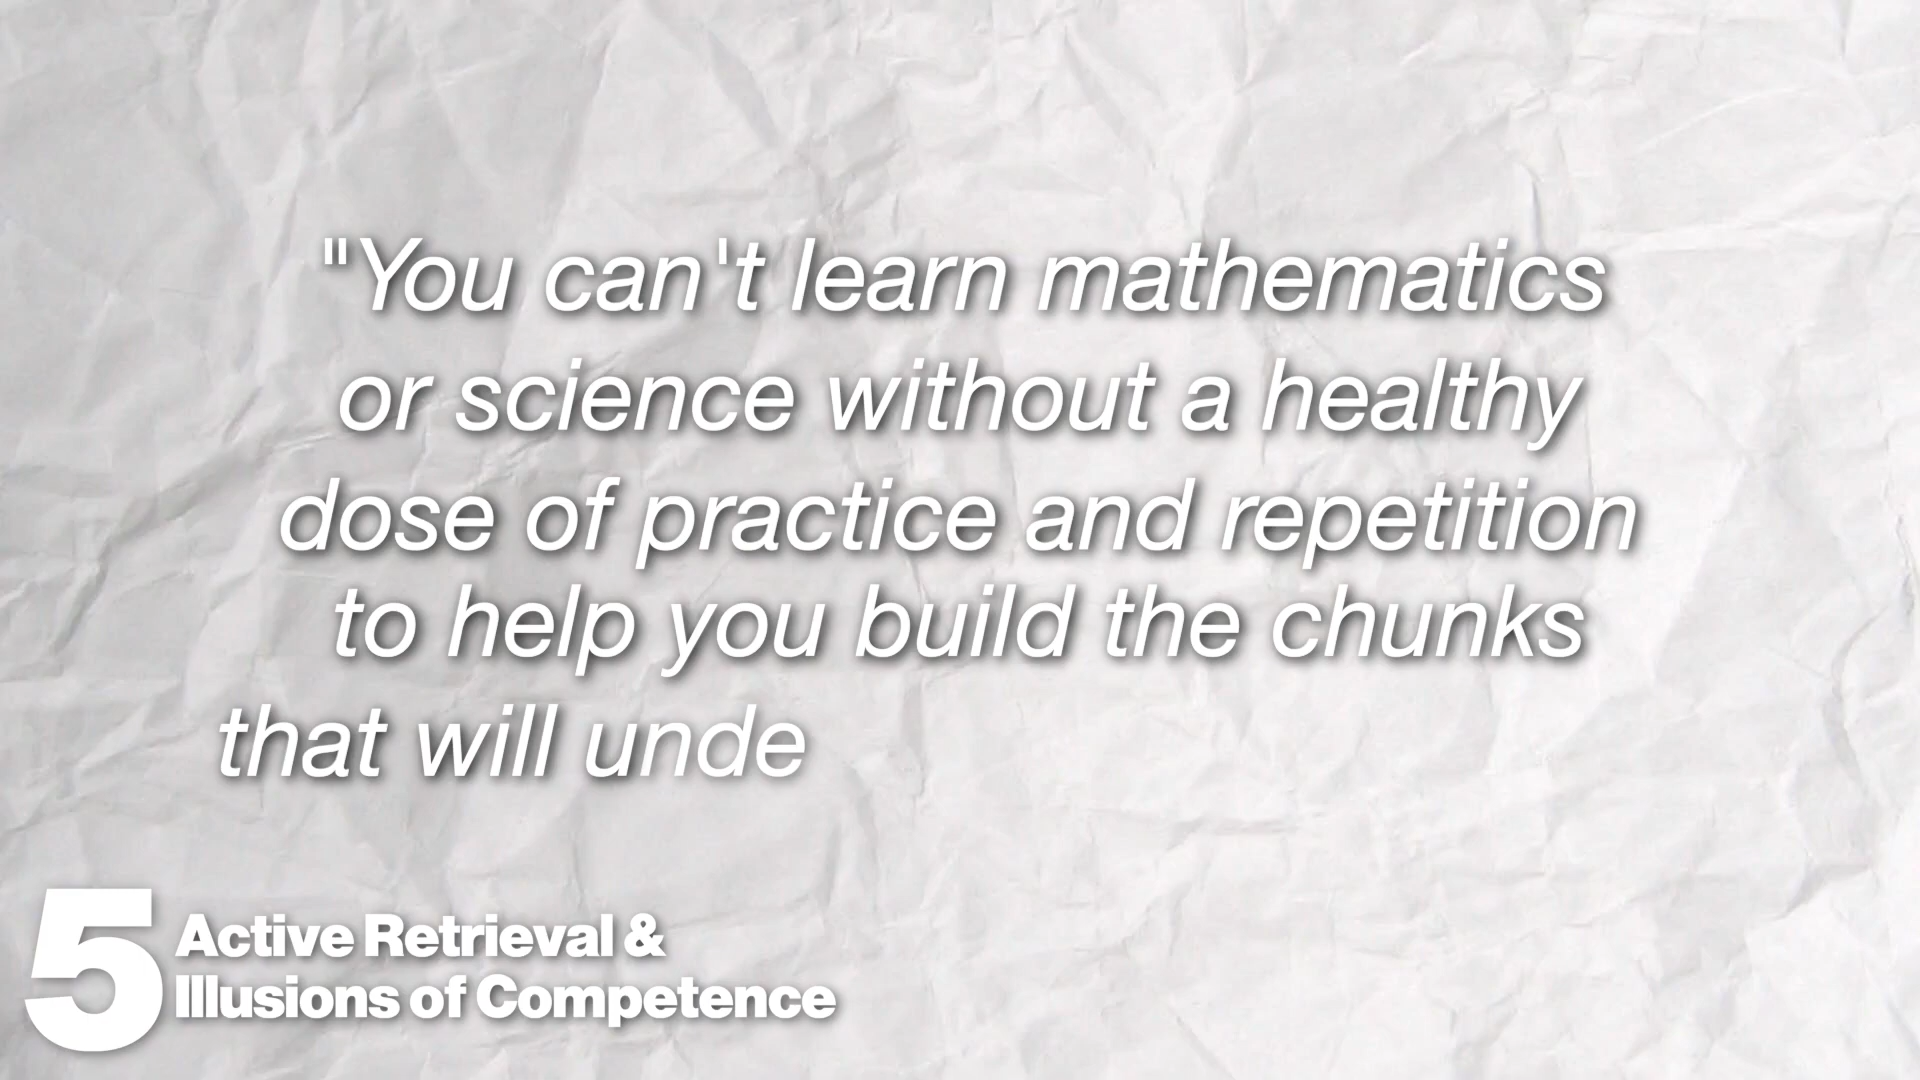 "You can't learn mathematics
or science without a healthy
dose of practice and repetition
to help you build the chunks
that will unde
5
Active Retrieval &
Illusions of Competence